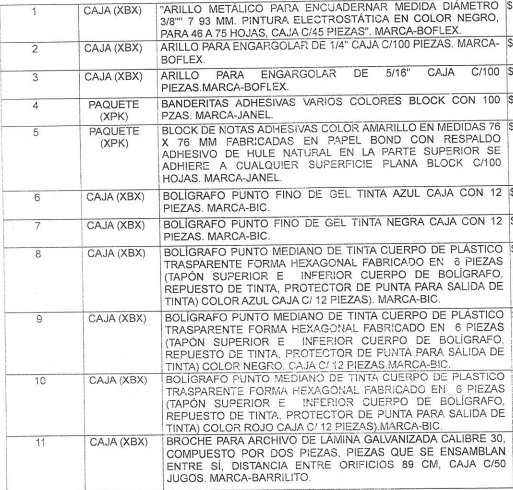 1 CAJA (XBX) "ARILLO METÁLICO PARA ENCUADERNAR MEDIDA DIÁMETRO $
3/8"" 7 93 MM. PINTURA ELECTROSTÁTICA EN COLOR NEGRO,
PARA 46 A 75 HOJAS, CAJA C/45 PIEZAS". MARCA-BOFLEX.
2 CAJA (XBX) ARILLO PARA ENGARGOLAR DE 1/4" CAJA C/100 PIEZAS. MARCA- $
BOFLEX.
3 CAJA (XBX) ARILLO PARA ENGARGOLAR DE 5/16" CAJA C/100 $
PIEZAS.MARCA-BOFLEX.
4 PAQUETE BANDERITAS ADHESIVAS VARIOS COLORES BLOCK CON 100 $
(XPK) PZAS. MARCA-JANEL.
5 PAQUETE BLOCK DE NOTAS ADHESIVAS COLOR AMARILLO EN MEDIDAS 76 $
(XPK) X 76 MM FABRICADAS EN PAPEL BOND CON RESPALDO
ADHESIVO DE HULE NATURAL EN LA PARTE SUPERIOR SE
ADHIERE A CUALQUIER SUPERFICIE PLANA BLOCK C/100
HOJAS. MARCA-JANEL.
6 CAJA (XBX) BOLÍGRAFO PUNTO FINO DE GEL TINTA AZUL CAJA CON 12 $
PIEZAS. MARCA-BIC.
7 CAJA (XBX) BOLÍGRAFO PUNTO FINO DE GEL TINTA NEGRA CAJA CON 12 $
PIEZAS. MARCA-BIC.
8 CAJA (XBX) BOLÍGRAFO PUNTO MEDIANO DE TINTA CUERPO DE PLÁSTICO $
TRASPARENTE FORMA HEXAGONAL FABRICADO EN 6 PIEZAS
(TAPÓN SUPERIOR E INFERIOR CUERPO DE BOLÍGRAFO,
REPUESTO DE TINTA, PROTECTOR DE PUNTA PARA SALIDA DE
TINTA) COLOR AZUL CAJA C/ 12 PIEZAS). MARCA-BIC.
9 CAJA (XBX) BOLÍGRAFO PUNTO MEDIANO DE TINTA CUERPO DE PLÁSTICO $
TRASPARENTE FORMA HEXAGONAL FABRICADO EN 6 PIEZAS
(TAPÓN SUPERIOR E INFERIOR CUERPO DE BOLÍGRAFO,
REPUESTO DE TINTA, PROTECTOR DE PUNTA PARA SALIDA DE
TINTA) COLOR NEGRO. CAJA C/ 12 PIEZAS.MARCA-BIC.
10 CAJA (XBX) BOLÍGRAFO PUNTO MEDIANO DE TINTA CUERPO DE PLÁSTICO $
TRASPARENTE FORMA HEXAGONAL FABRICADO EN 6 PIEZAS
(TAPÓN SUPERIOR E INFERIOR CUERPO DE BOLÍGRAFO,
REPUESTO DE TINTA, PROTECTOR DE PUNTA PARA SALIDA DE
TINTA) COLOR ROJO CAJA C/ 12 PIEZAS).MARCA-BIC.
11 CAJA (XBX) BROCHE PARA ARCHIVO DE LÁMINA GALVANIZADA CALIBRE 30, $
COMPUESTO POR DOS PIEZAS, PIEZAS QUE SE ENSAMBLAN
ENTRE SÍ, DISTANCIA ENTRE ORIFICIOS 89 CM, CAJA C/50
JUGOS. MARCA-BARRILITO.